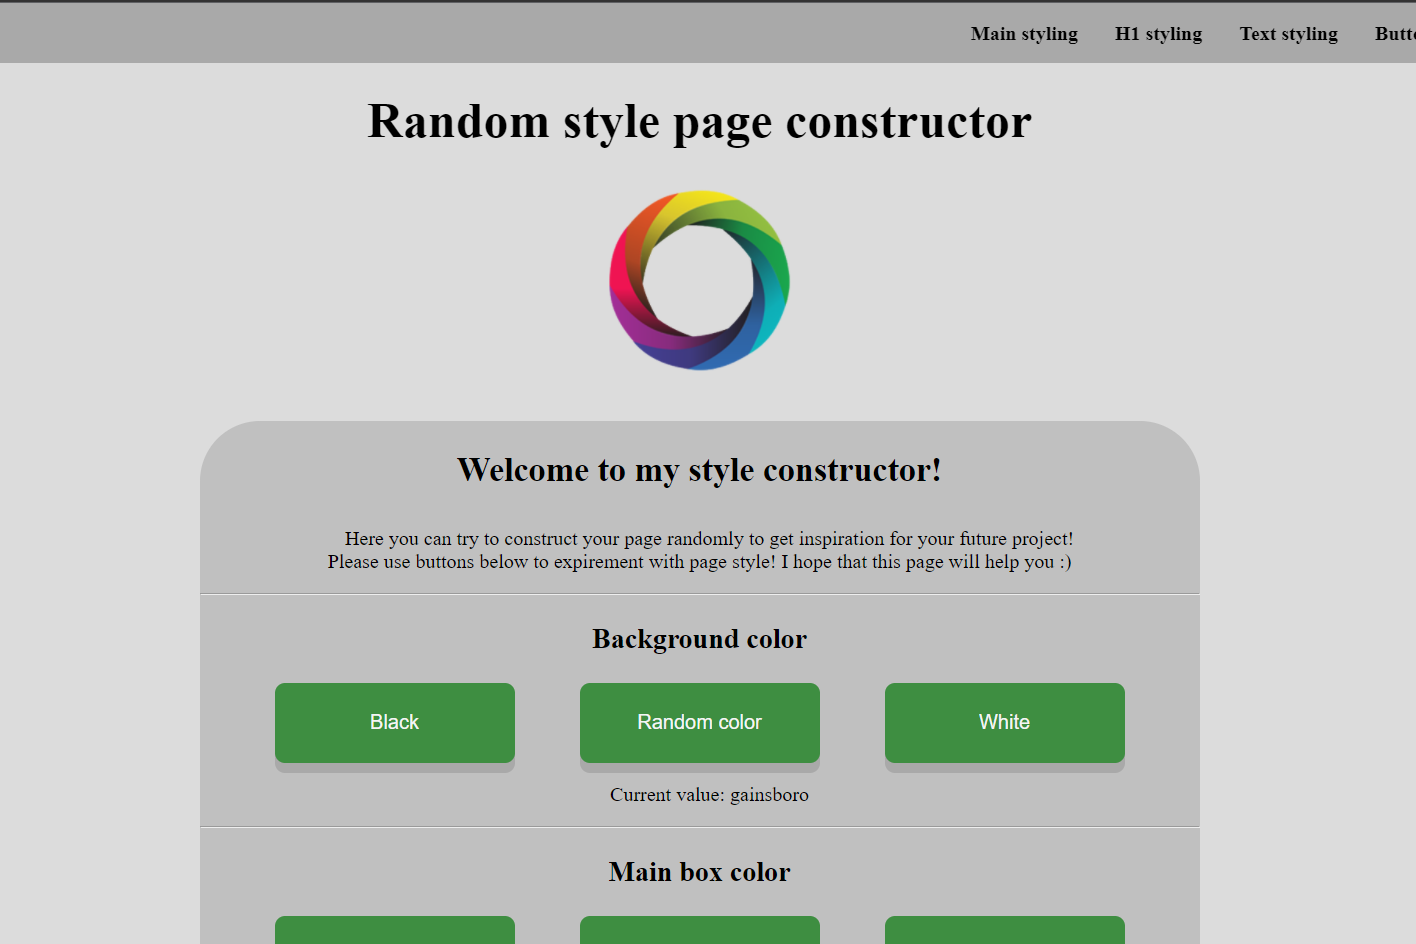 Main styling H1 styling Text styling
Random style page constructor
Welcome to my style constructor!
Here you can try to construct your page randomly to get inspiration for your future project!
Please use buttons below to expirement with page style! I hope that this page will help you :)
Background color
Black Random color White
Current value: gainsboro
Main box color